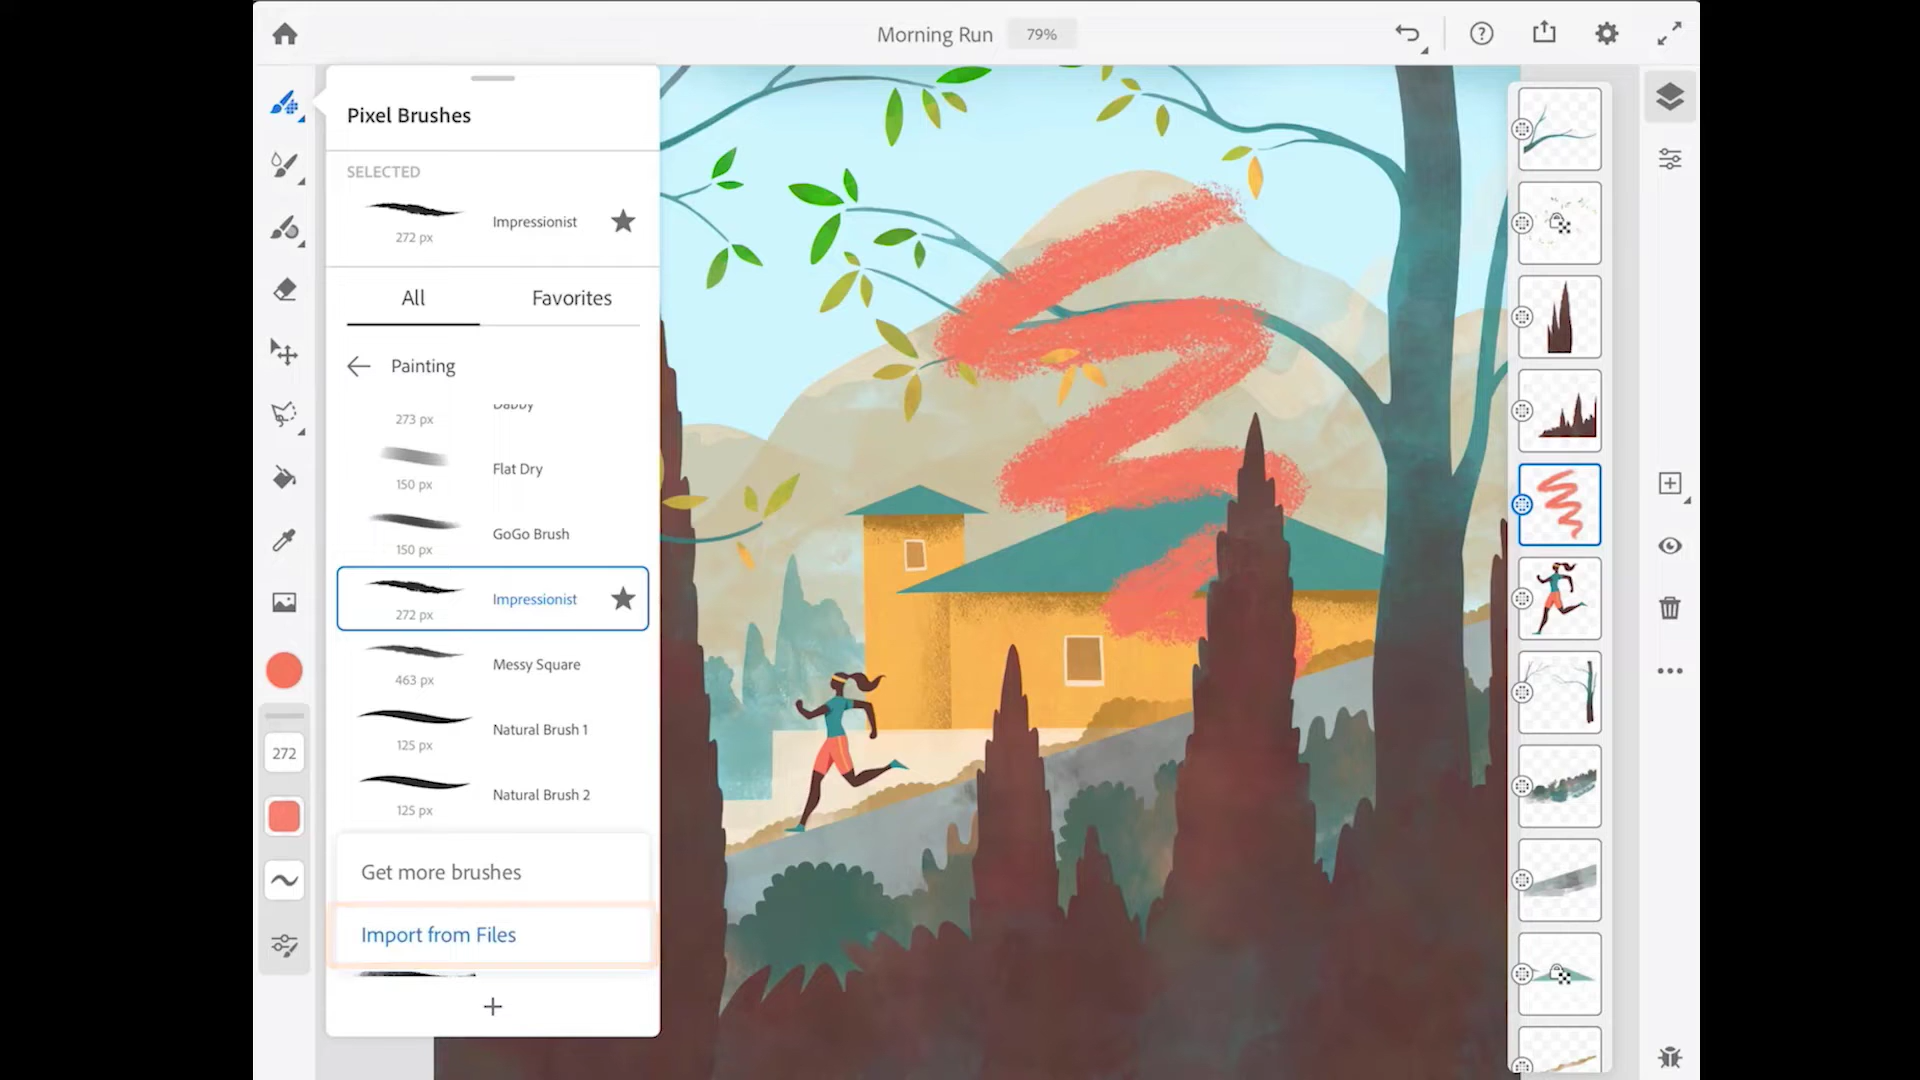 Morning Run 79%
Pixel Brushes
SELECTED
Impressionist
272 px
All Favorites
Painting
Dabby
273 px
Flat Dry
150 px
GoGo Brush
150 px
Impressionist
272 px
Messy Square
463 px
Natural Brush 1
125 px
Natural Brush 2
125 px
Get more brushes
Import from Files
272